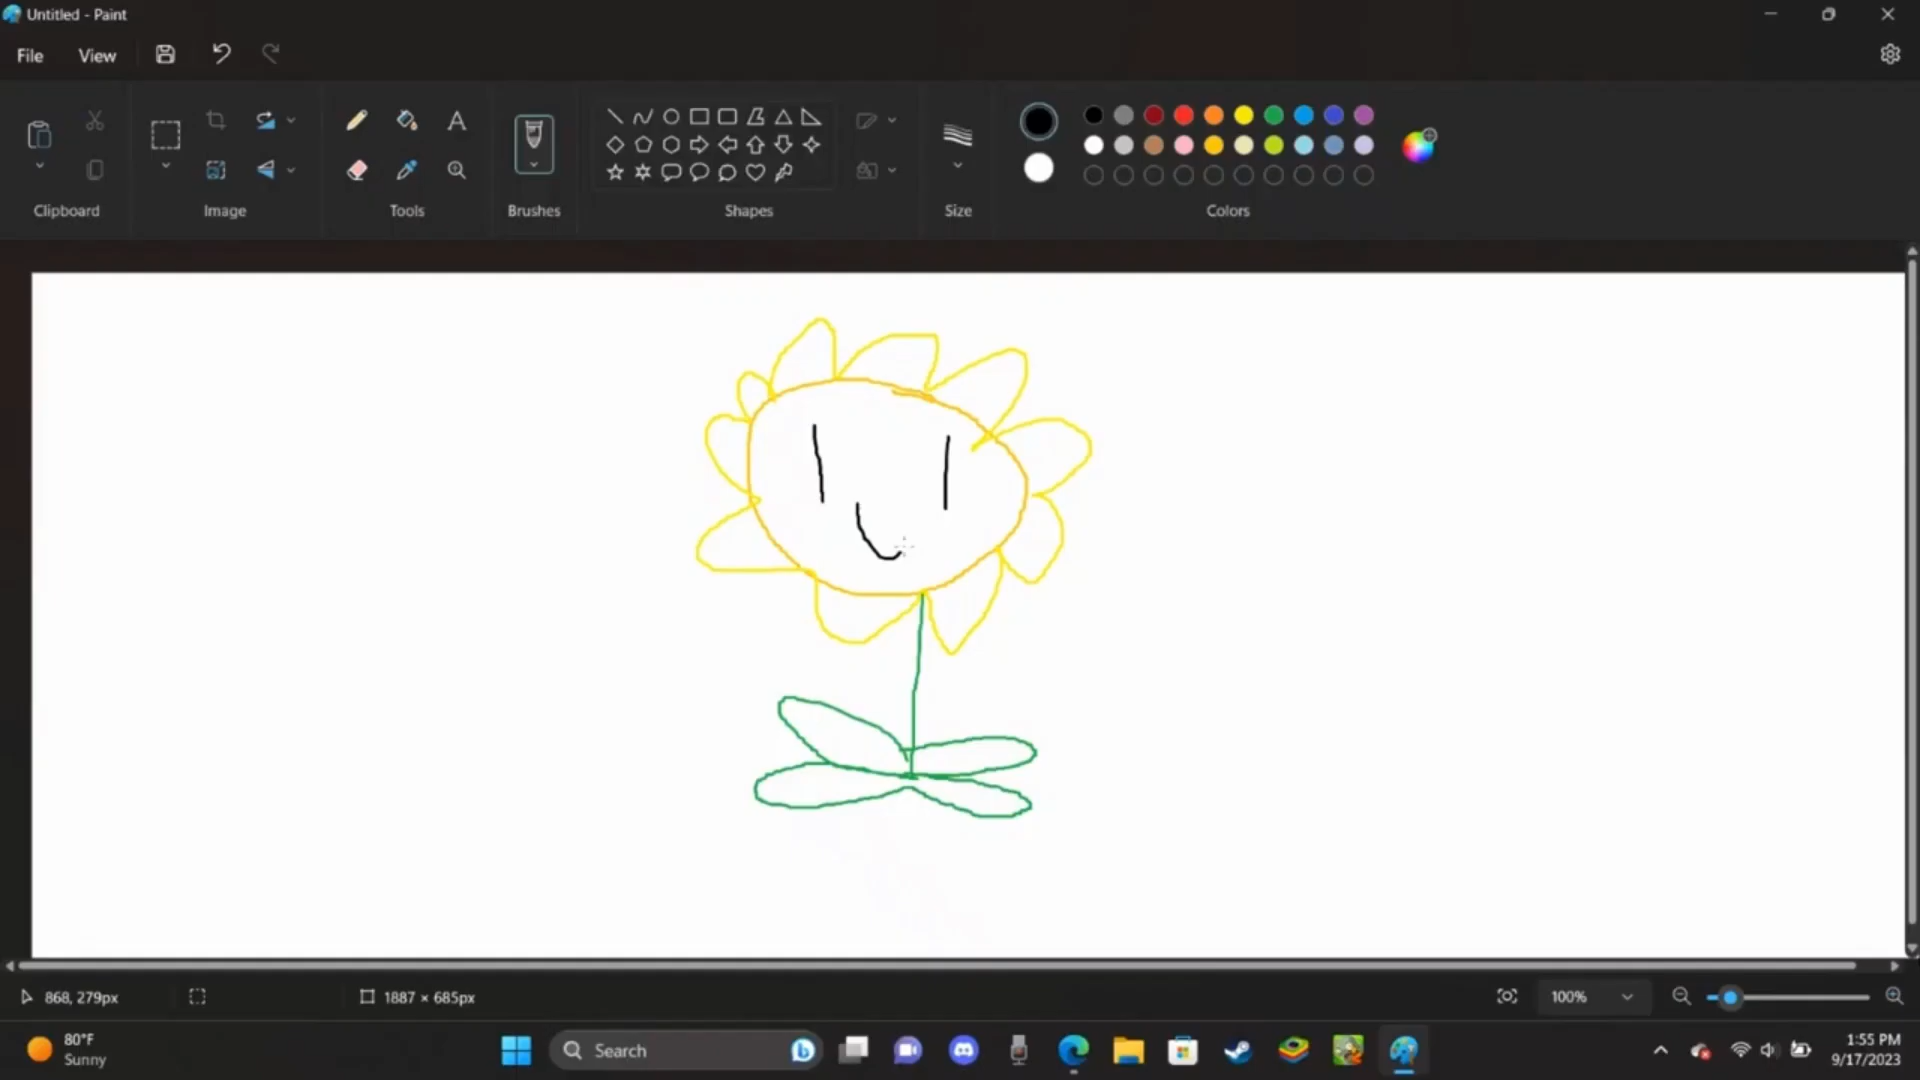 Untitled - Paint
File View
Clipboard Image Tools Brushes Shapes Size Colors
868, 279px 1887 × 685px 100%
80°F
Sunny
Search
1:55 PM
9/17/2023